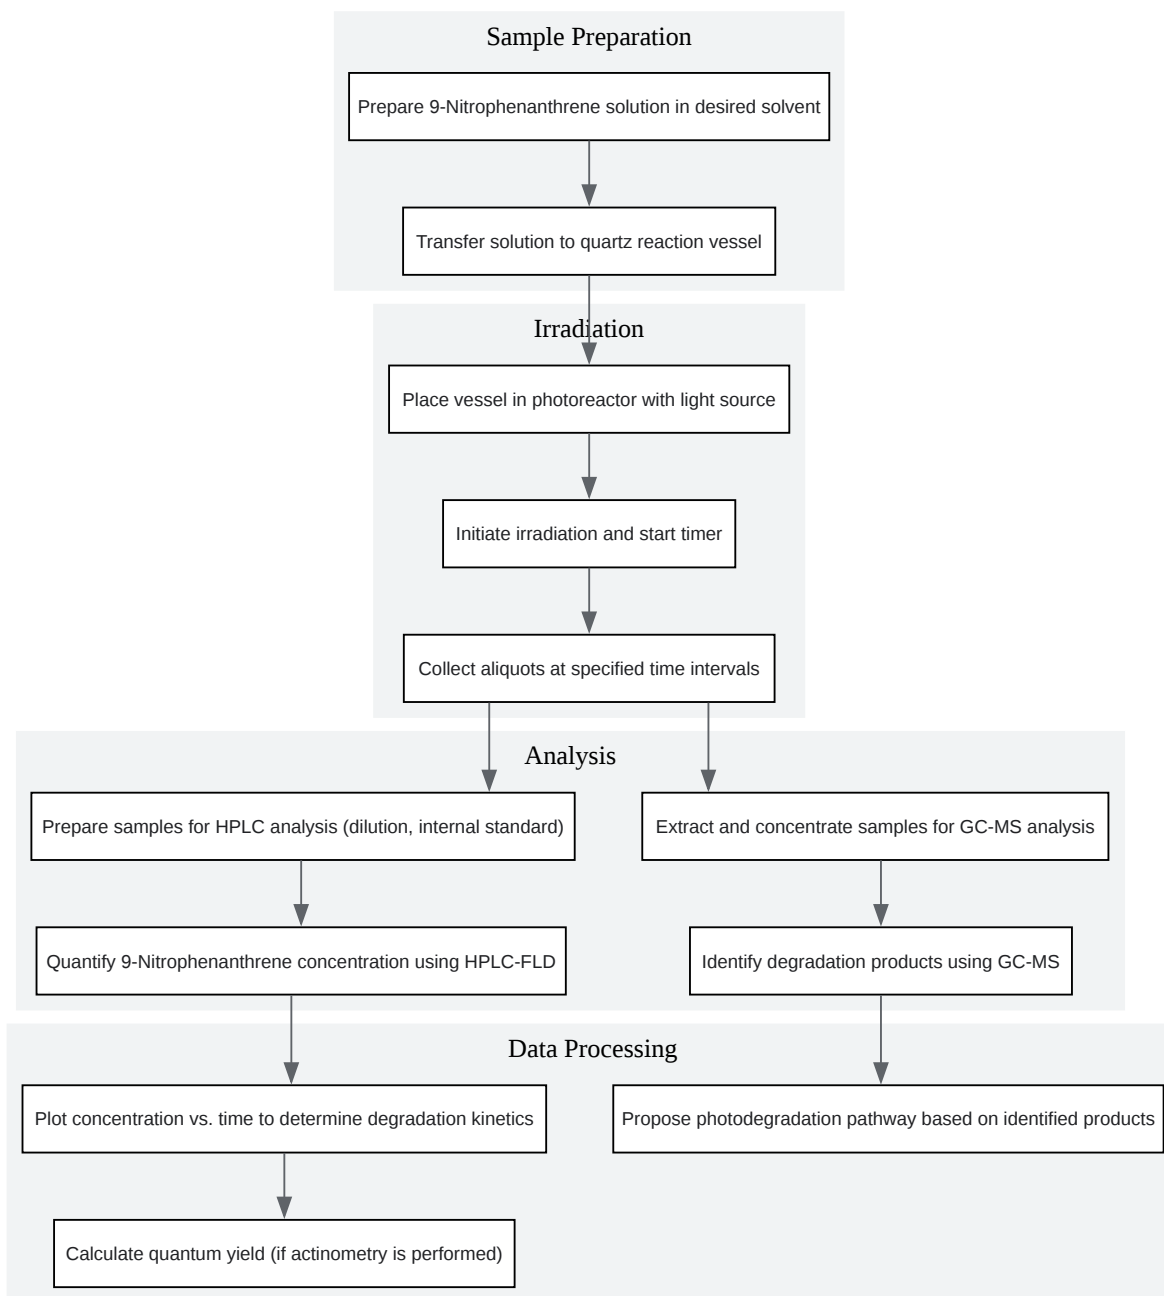 Sample Preparation
Prepare 9-Nitrophenanthrene solution in desired solvent
Transfer solution to quartz reaction vessel
Irradiation
Place vessel in photoreactor with light source
Initiate irradiation and start timer
Collect aliquots at specified time intervals
Analysis
Prepare samples for HPLC analysis (dilution, internal standard)
Extract and concentrate samples for GC-MS analysis
Quantify 9-Nitrophenanthrene concentration using HPLC-FLD
Identify degradation products using GC-MS
Data Processing
Plot concentration vs. time to determine degradation kinetics
Propose photodegradation pathway based on identified products
Calculate quantum yield (if actinometry is performed)